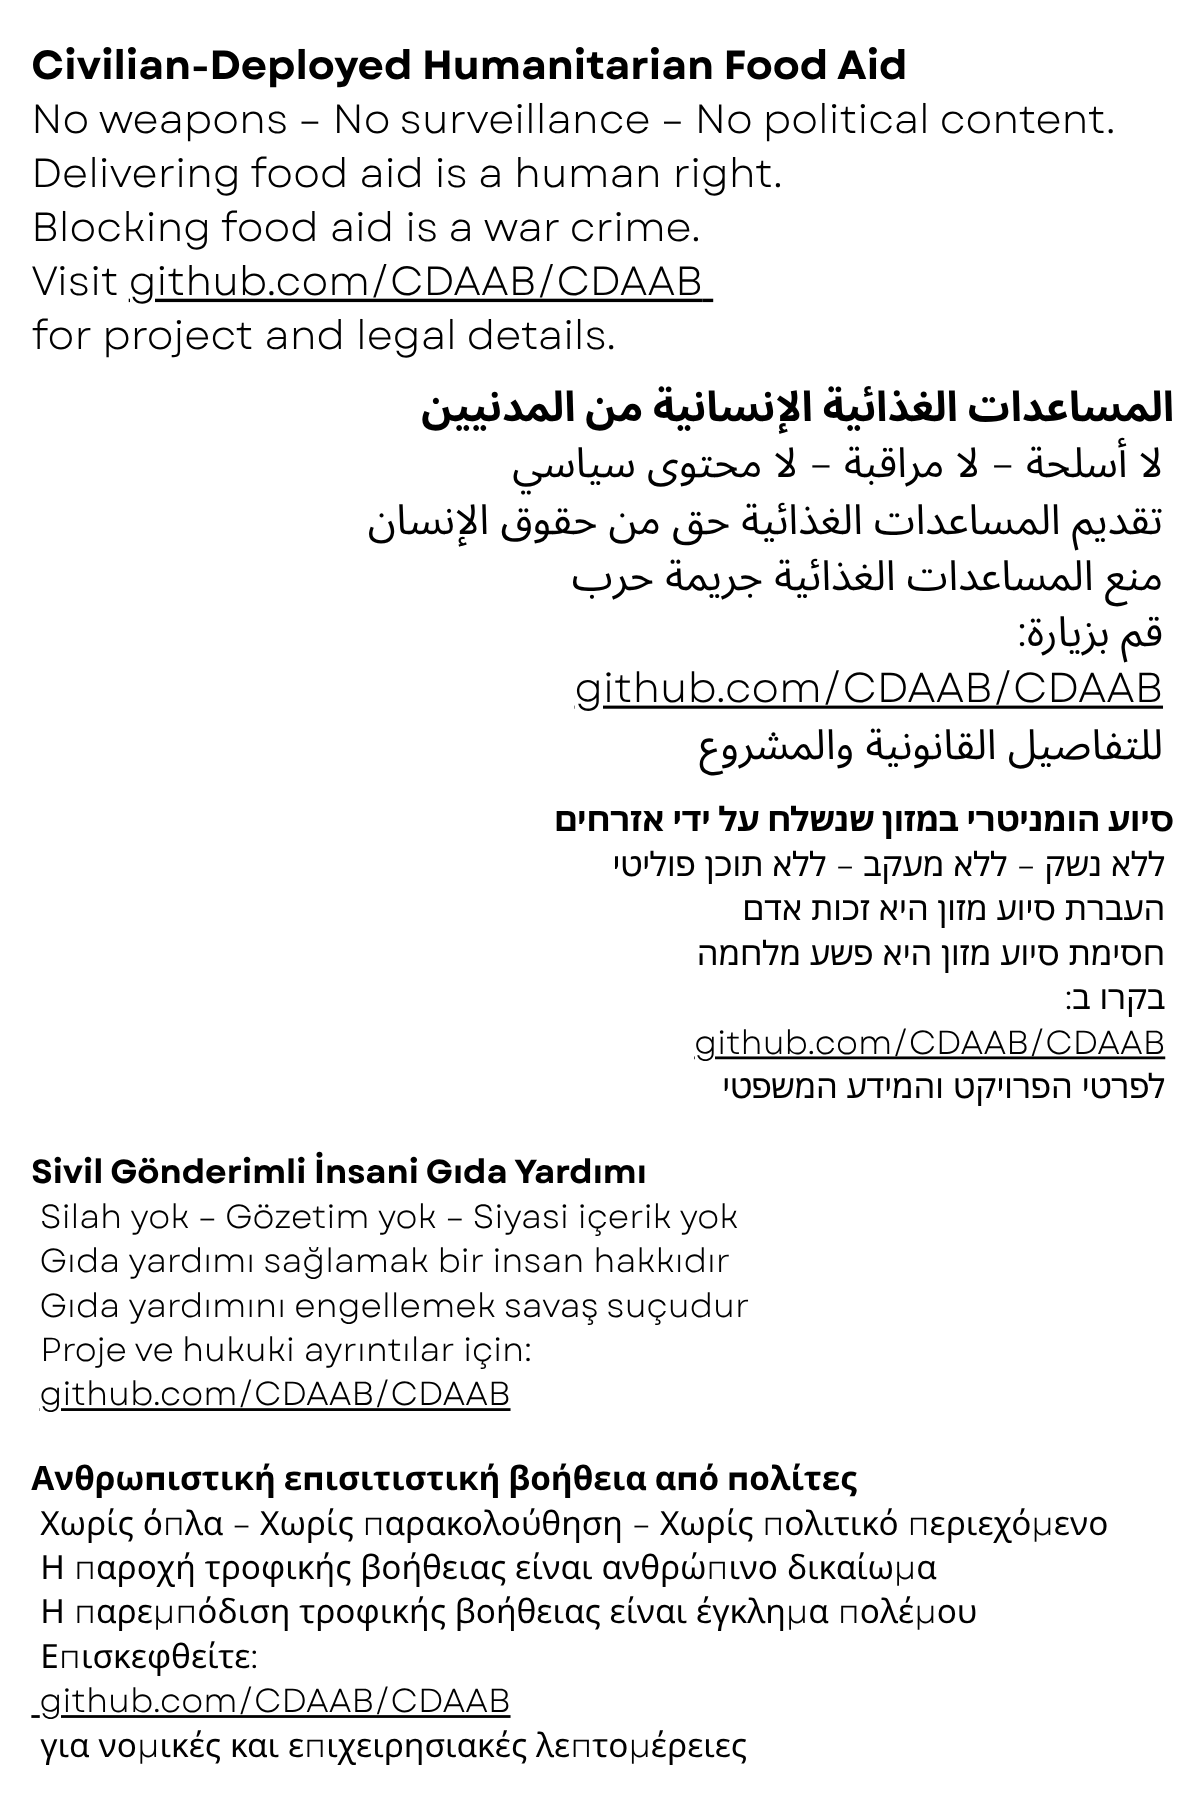 Civilian-Deployed Humanitarian Food Aid
No weapons – No surveillance – No political content.
Delivering food aid is a human right.
Blocking food aid is a war crime.
Visit github.com/CDAAB/CDAAB
for project and legal details.
المساعدات الغذائية الإنسانية من المدنيين
لا أسلحة – لا مراقبة – لا محتوى سياسي
تقديم المساعدات الغذائية حق من حقوق الإنسان
منع المساعدات الغذائية جريمة حرب
قم بزيارة:
github.com/CDAAB/CDAAB
للتفاصيل القانونية والمشروع
סיוע הומניטרי במזון שנשלח על ידי אזרחים
ללא נשק – ללא מעקב – ללא תוכן פוליטי
העברת סיוע מזון היא זכות אדם
חסימת סיוע מזון היא פשע מלחמה
בקרו ב:
github.com/CDAAB/CDAAB
לפרטי הפרויקט והמידע המשפטי
Sivil Gönderimli İnsani Gıda Yardımı
Silah yok – Gözetim yok – Siyasi içerik yok
Gıda yardımı sağlamak bir insan hakkıdır
Gıda yardımını engellemek savaş suçudur
Proje ve hukuki ayrıntılar için:
github.com/CDAAB/CDAAB
Ανθρωπιστική επισιτιστική βοήθεια από πολίτες
Χωρίς όπλα – Χωρίς παρακολούθηση – Χωρίς πολιτικό περιεχόμενο
Η παροχή τροφικής βοήθειας είναι ανθρώπινο δικαίωμα
Η παρεμπόδιση τροφικής βοήθειας είναι έγκλημα πολέμου
Επισκεφθείτε:
github.com/CDAAB/CDAAB
για νομικές και επιχειρησιακές λεπτομέρειες